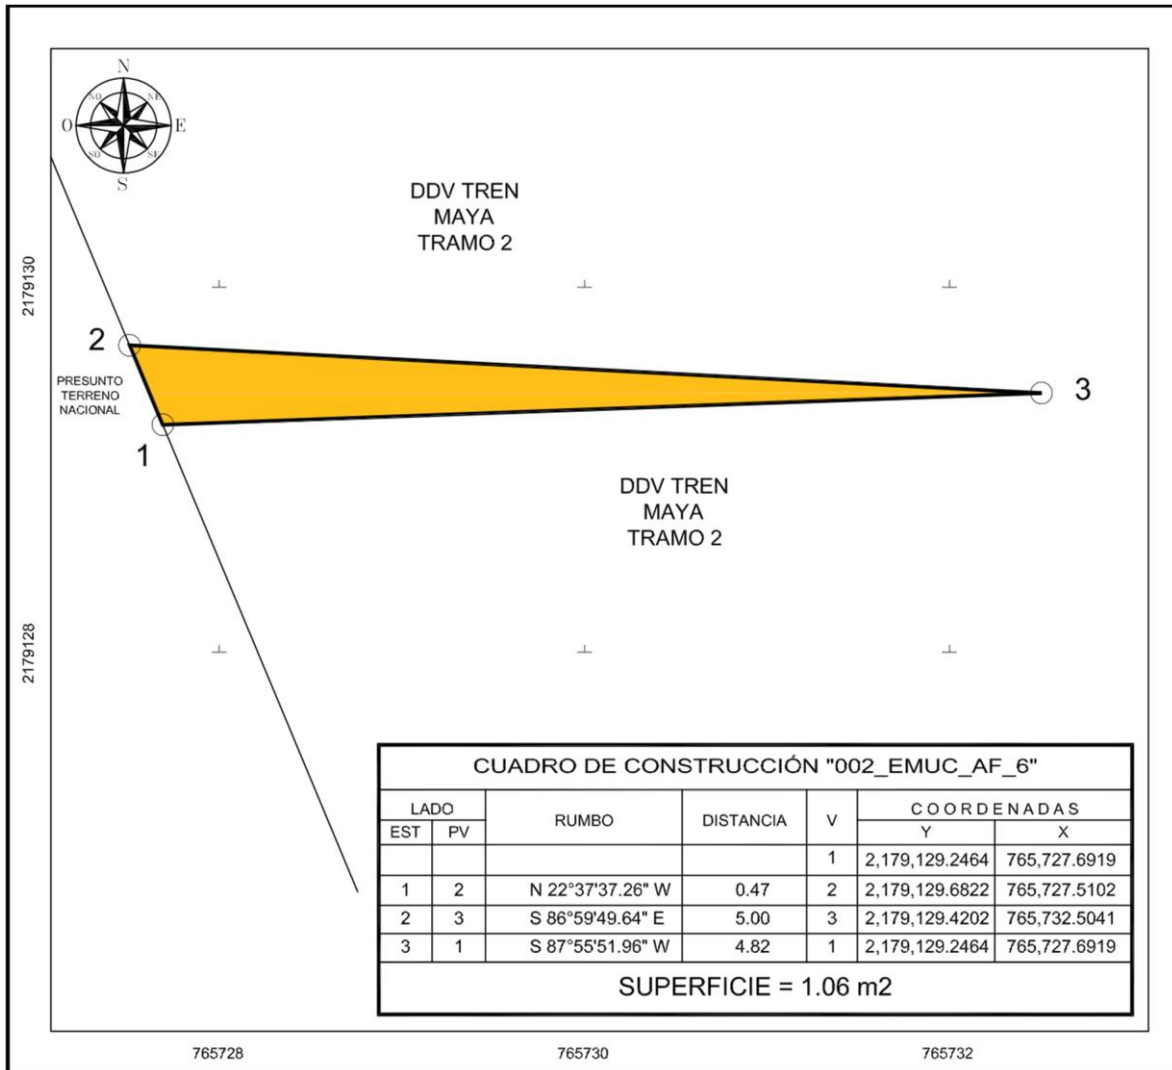 N
NO
NE
O
E
SO
SE
S
DDV TREN
MAYA
TRAMO 2
2179130
2
PRESUNTO
TERRENO
NACIONAL
3
1
DDV TREN
MAYA
TRAMO 2
2179128
CUADRO DE CONSTRUCCIÓN "002_EMUC_AF_6"
LADO RUMBO DISTANCIA V COORDENADAS
EST PV Y X
1 2,179,129.2464 765,727.6919
1 2 N 22°37'37.26" W 0.47 2 2,179,129.6822 765,727.5102
2 3 S 86°59'49.64" E 5.00 3 2,179,129.4202 765,732.5041
3 1 S 87°55'51.96" W 4.82 1 2,179,129.2464 765,727.6919
SUPERFICIE = 1.06 m2
765728 765730 765732